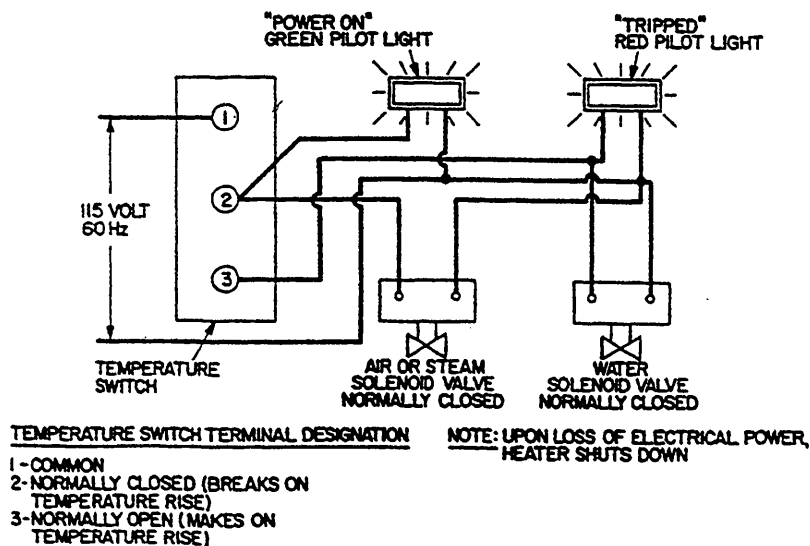 "POWER ON"
GREEN PILOT LIGHT
"TRIPPED"
RED PILOT LIGHT
1
2
3
115 VOLT
60 Hz
TEMPERATURE
SWITCH
AIR OR STEAM
SOLENOID VALVE
NORMALLY CLOSED
WATER
SOLENOID VALVE
NORMALLY CLOSED
TEMPERATURE SWITCH TERMINAL DESIGNATION
1-COMMON
2-NORMALLY CLOSED (BREAKS ON
TEMPERATURE RISE)
3-NORMALLY OPEN (MAKES ON
TEMPERATURE RISE)
NOTE: UPON LOSS OF ELECTRICAL POWER,
HEATER SHUTS DOWN